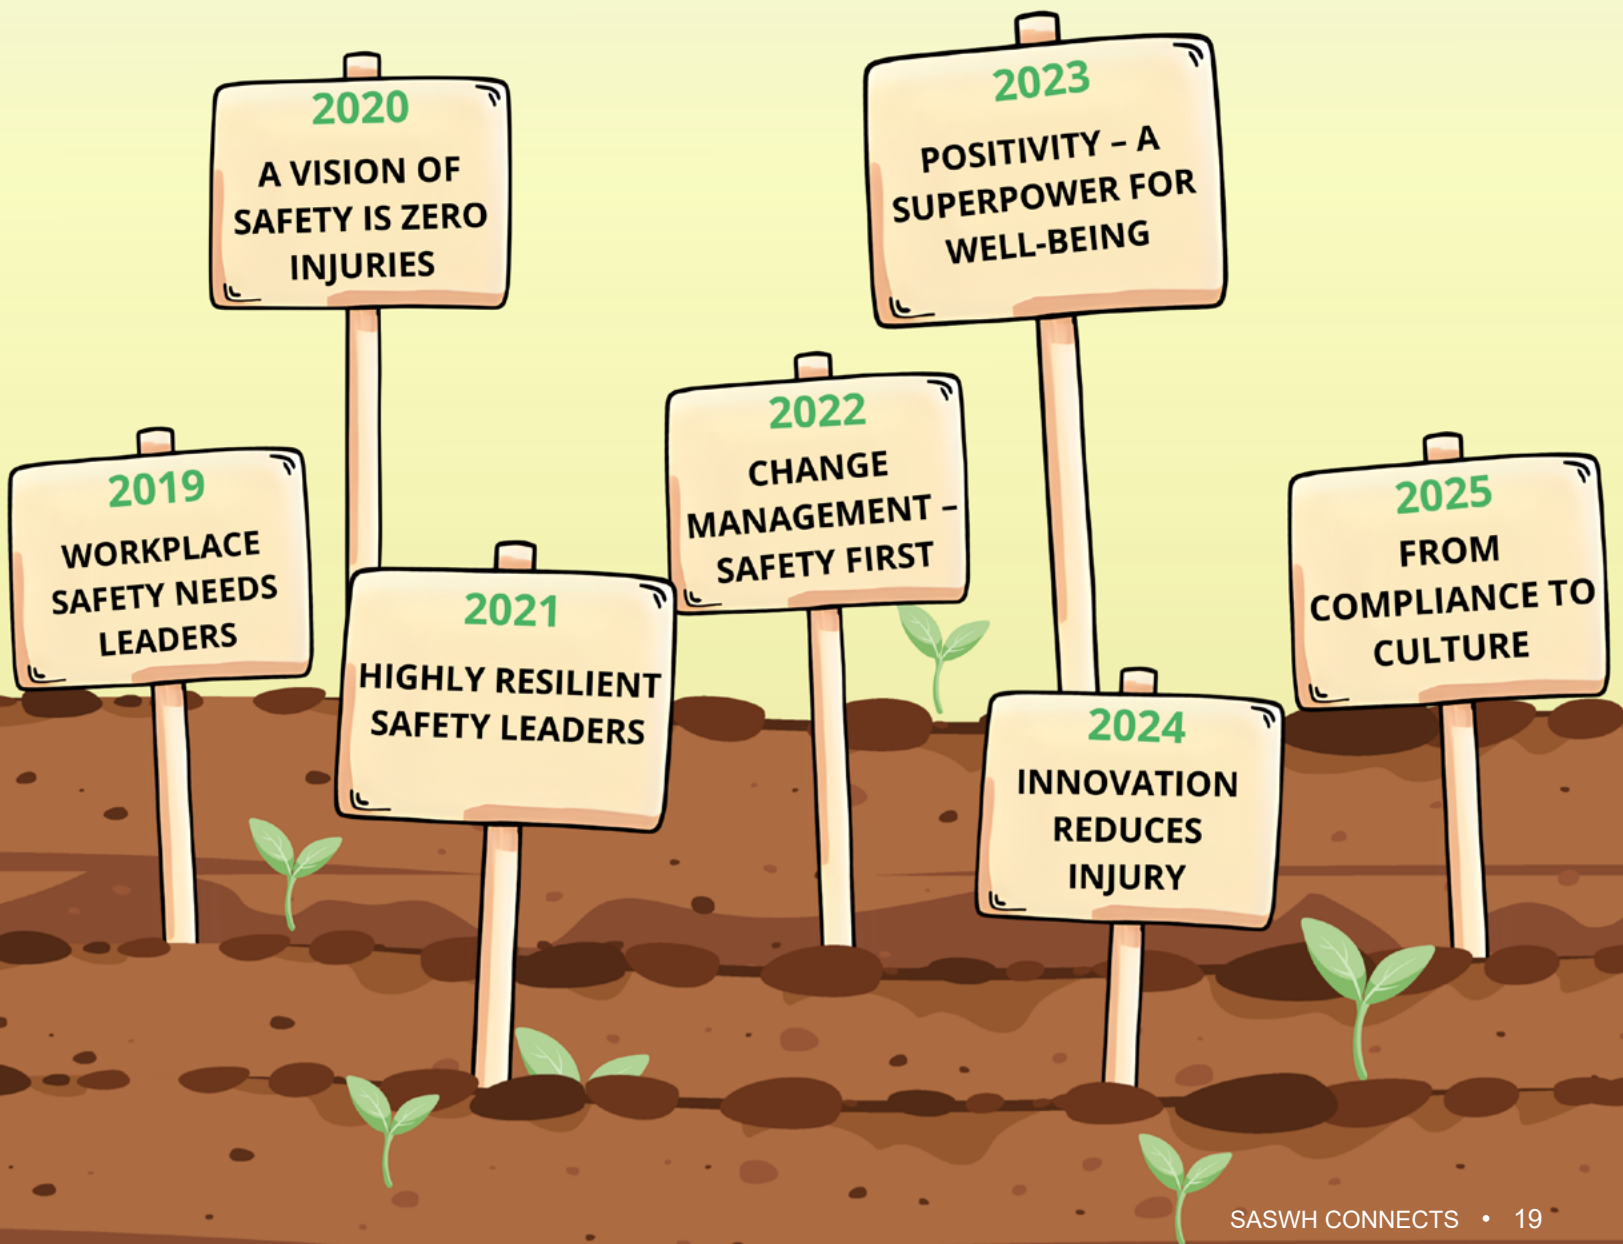 2019
WORKPLACE
SAFETY NEEDS
LEADERS
2020
A VISION OF
SAFETY IS ZERO
INJURIES
2021
HIGHLY RESILIENT
SAFETY LEADERS
2022
CHANGE
MANAGEMENT –
SAFETY FIRST
2023
POSITIVITY – A
SUPERPOWER FOR
WELL-BEING
2024
INNOVATION
REDUCES
INJURY
2025
FROM
COMPLIANCE TO
CULTURE
SASWH CONNECTS • 19